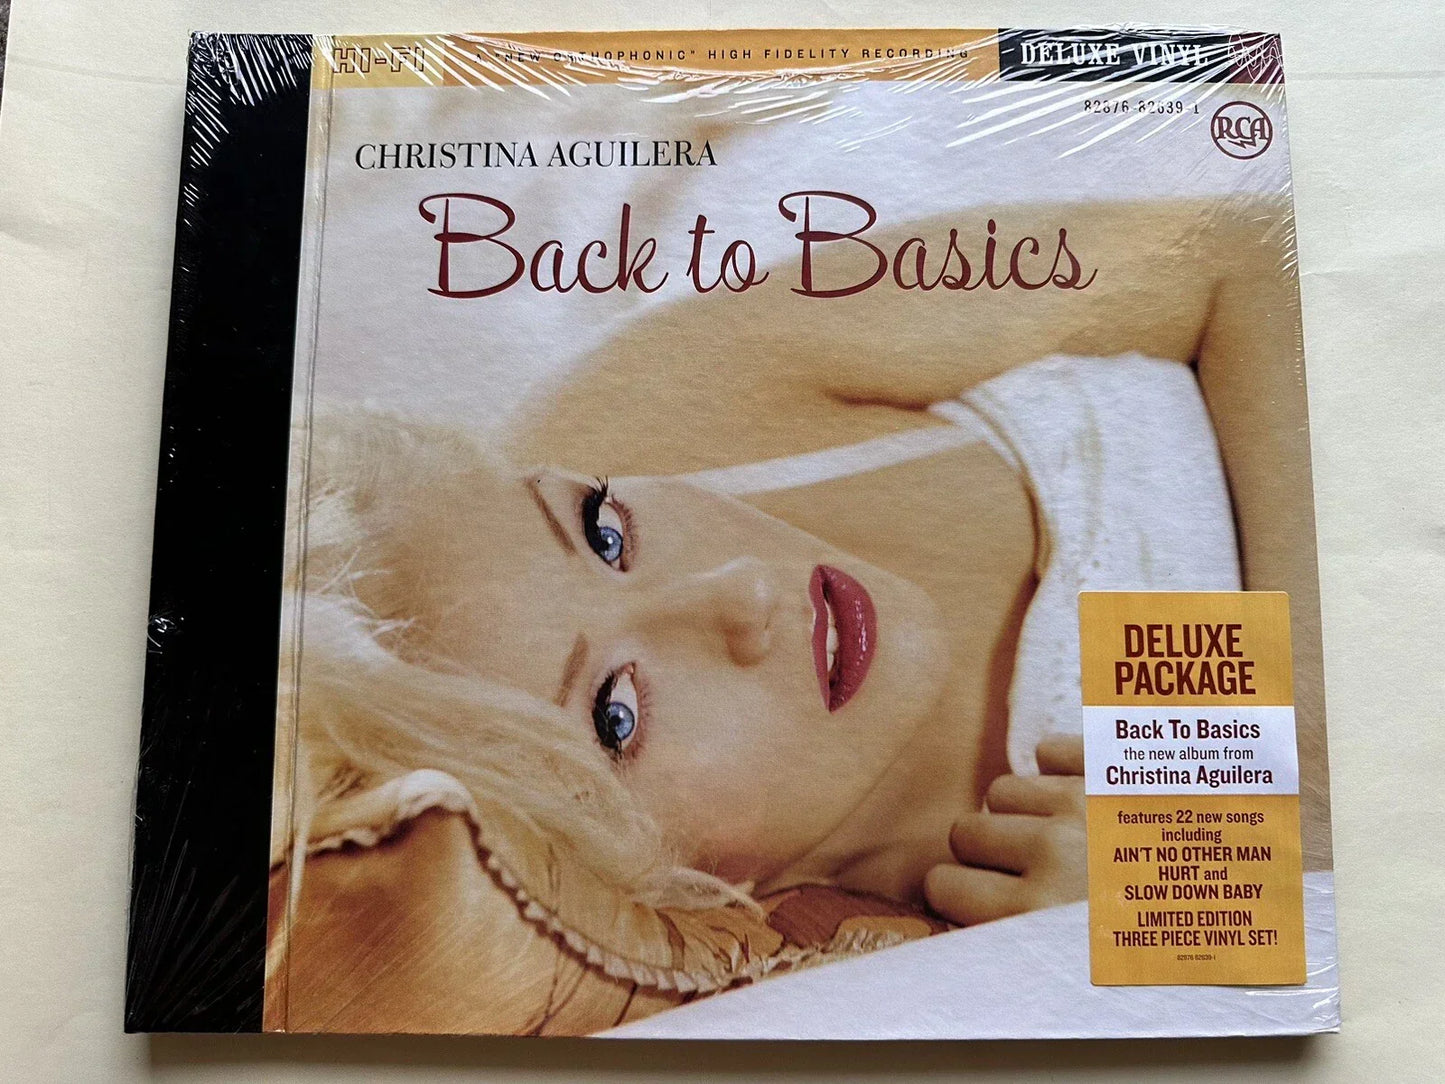 HI-FI
A "NEW ORTHOPHONIC" HIGH FIDELITY RECORDING
DELUXE VINYL
82876-82639-1
RCA
CHRISTINA AGUILERA
Back to Basics
DELUXE
PACKAGE
Back To Basics
the new album from
Christina Aguilera
features 22 new songs
including
AIN'T NO OTHER MAN
HURT and
SLOW DOWN BABY
LIMITED EDITION
THREE PIECE VINYL SET!
82876 82639-1